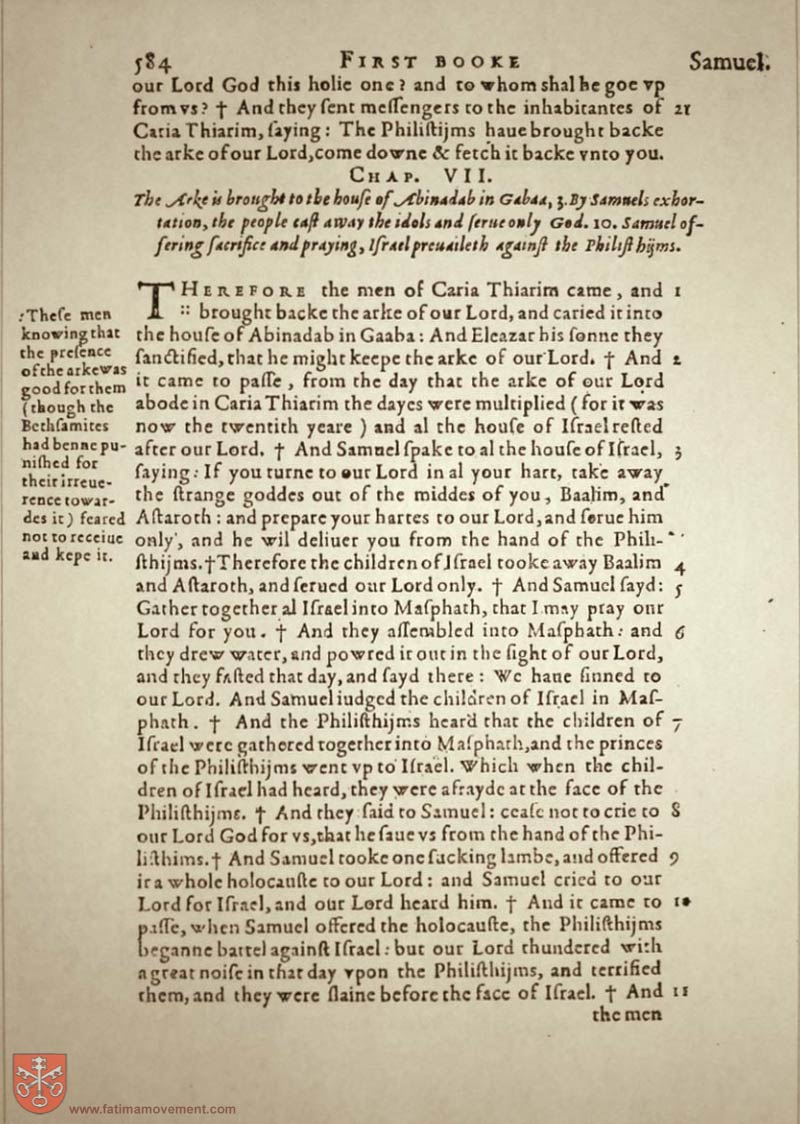 584 FIRST BOOKE Samuel.
our Lord God this holie one? and to whom shal he goe vp
from vs? † And they ſent meſſengers to the inhabitantes of 21
Caria Thiarim, ſaying: The Philiſtijms haue brought backe
the arke of our Lord, come downe & fetch it backe vnto you.
CHAP. VII.
The Arke is brought to the houſe of Abinadab in Gabaa, 3. By Samuels exhor-
tation, the people caſt away the idols and ſerue only God. 10. Samuel of-
fering ſacrifice and praying, Iſrael preuaileth againſt the Philiſthijms.
THEREFORE the men of Caria Thiarim came, and 1
:: brought backe the arke of our Lord, and caried it into
the houſe of Abinadab in Gaaba: And Eleazar his ſonne they
ſanctified, that he might keepe the arke of our Lord. † And 2
it came to paſſe, from the day that the arke of our Lord
abode in Caria Thiarim the dayes were multiplied (for it was
now the twentith yeare) and al the houſe of Iſrael reſted
after our Lord. † And Samuel ſpake to al the houſe of Iſrael, 3
ſaying: If you turne to our Lord in al your hart, take away
the ſtrange goddes out of the middes of you, Baalim, and
Aſtaroth: and prepare your hartes to our Lord, and ſerue him
only, and he wil deliuer you from the hand of the Phili-
ſthijms. † Therefore the children of Iſrael tooke away Baalim 4
and Aſtaroth, and ſerued our Lord only. † And Samuel ſayd: 5
Gather together al Iſrael into Maſphath, that I may pray our
Lord for you. † And they aſſembled into Maſphath: and 6
they drew water, and powred it out in the ſight of our Lord,
and they faſted that day, and ſayd there: We haue ſinned to
our Lord. And Samuel iudged the children of Iſrael in Maſ-
phath. † And the Philiſthijms heard that the children of 7
Iſrael were gathered together into Maſphath, and the princes
of the Philiſthijms went vp to Iſrael. Which when the chil-
dren of Iſrael had heard, they were afrayde at the face of the
Philiſthijms. † And they ſaid to Samuel: ceaſe not to crie to 8
our Lord God for vs, that he ſaue vs from the hand of the Phi-
liſthims. † And Samuel tooke one ſucking lambe, and offered 9
it a whole holocauſte to our Lord: and Samuel cried to our
Lord for Iſrael, and our Lord heard him. † And it came to 10
paſſe, when Samuel offered the holocauſte, the Philiſthijms
beganne battel againſt Iſrael: but our Lord thundered with
a great noiſe in that day vpon the Philiſthijms, and terrified
them, and they were ſlaine before the face of Iſrael. † And 11
the men
:Theſe men
knowing that
the preſence
of the arke was
good for them
(though the
Bethſamites
had benne pu-
niſhed for
their irreue-
rence towar-
des it) feared
not to receiue
and kepe it.
www.fatimamovement.com